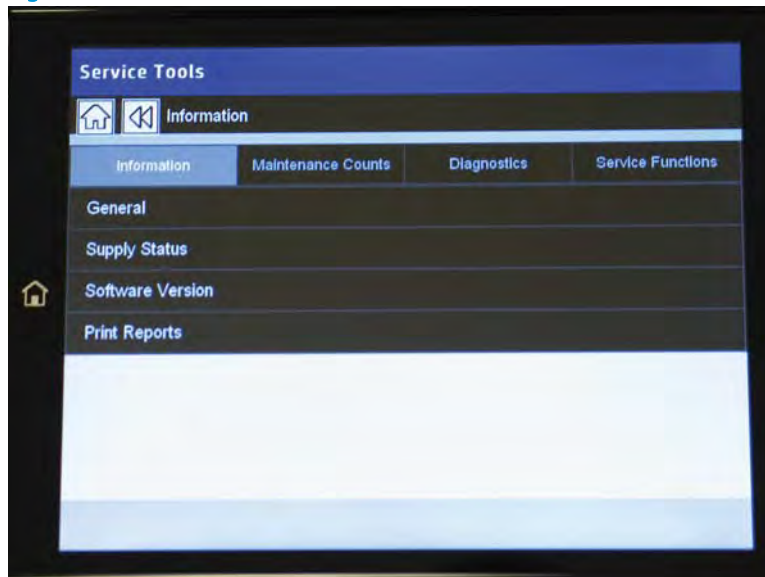 Service Tools
Information
Information Maintenance Counts Diagnostics Service Functions
General
Supply Status
Software Version
Print Reports